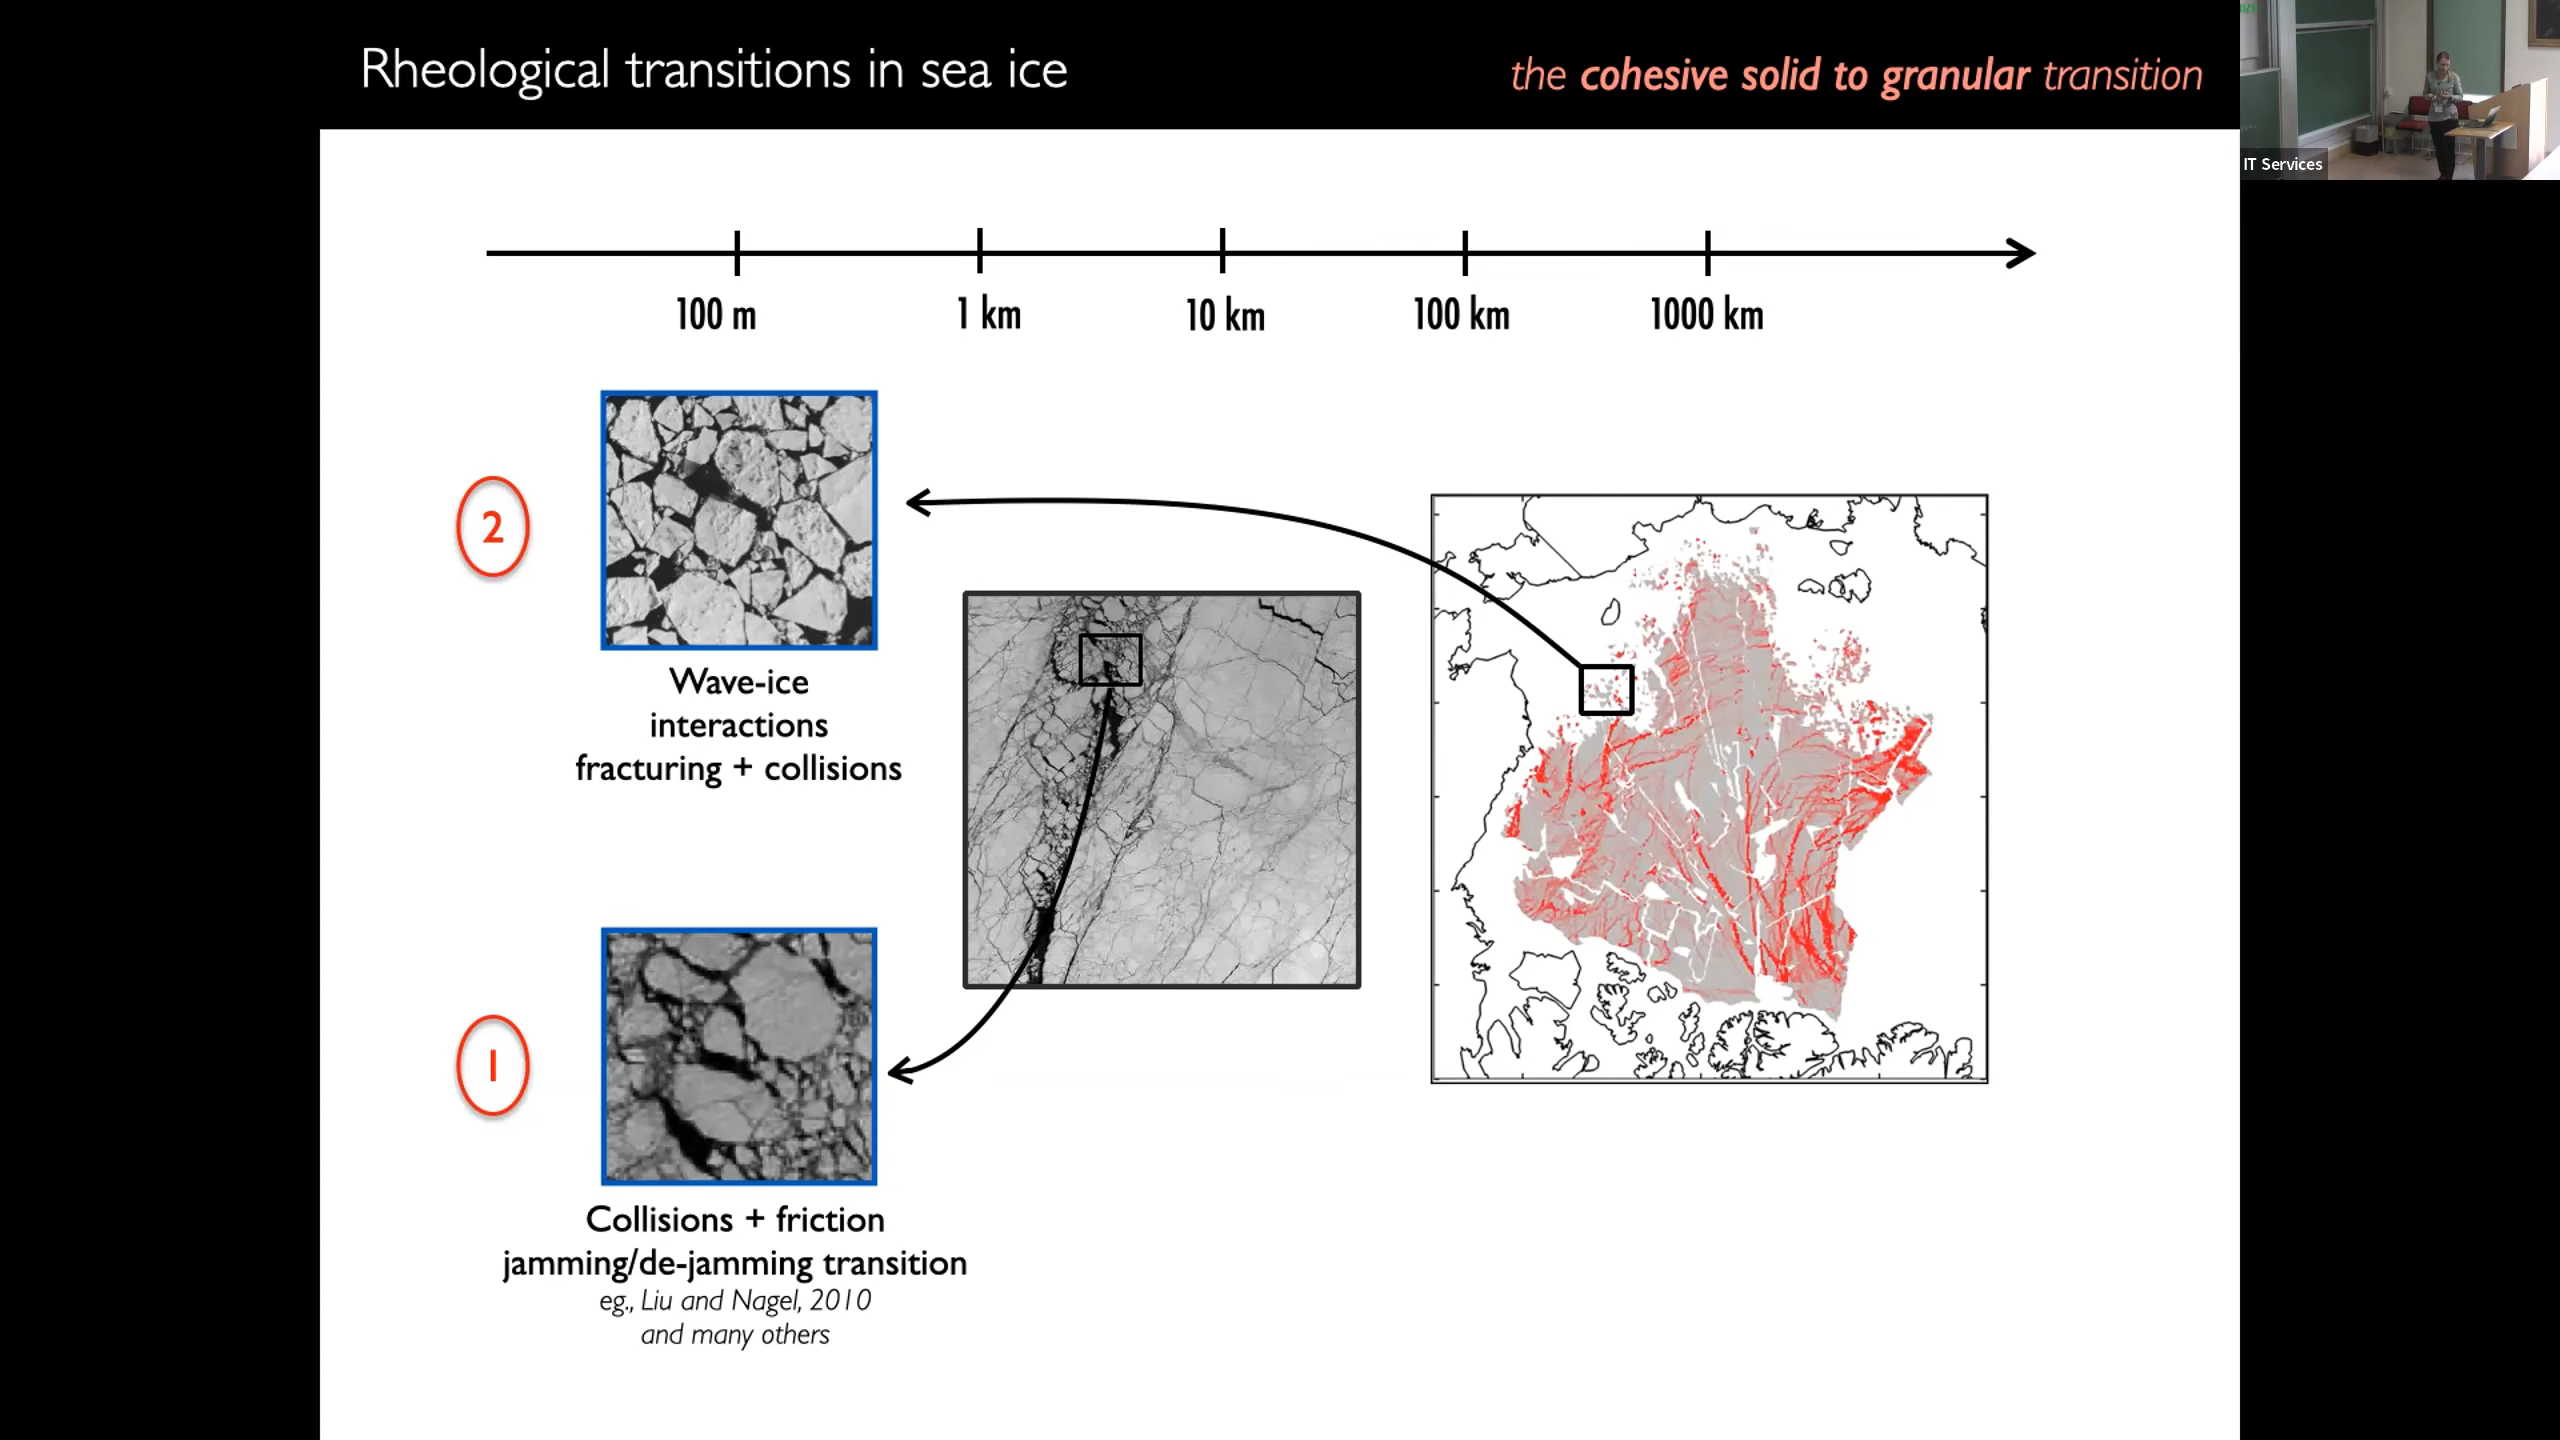 Rheological transitions in sea ice
the cohesive solid to granular transition
IT Services
100 m
1 km
10 km
100 km
1000 km
2
Wave-ice
interactions
fracturing + collisions
1
Collisions + friction
jamming/de-jamming transition
eg., Liu and Nagel, 2010
and many others